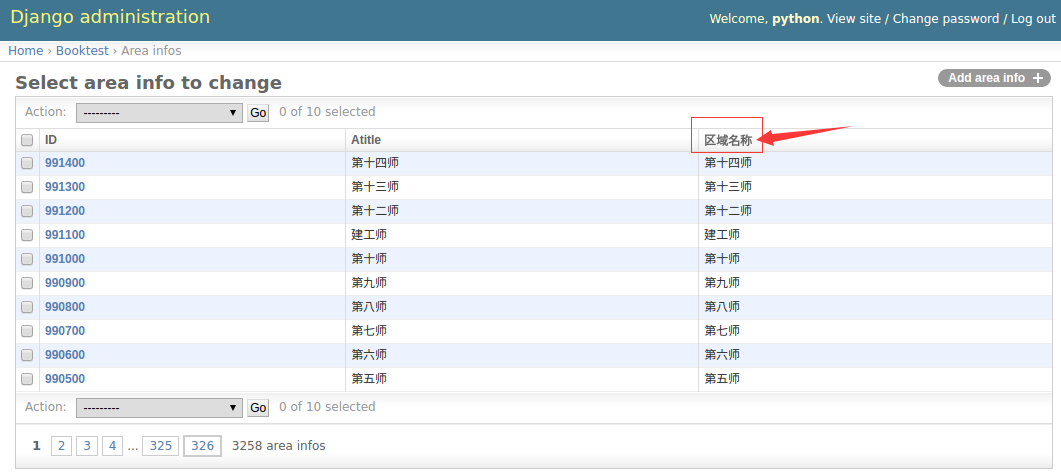 Django administration
Welcome, python. View site / Change password / Log out
Home › Booktest › Area infos
Select area info to change
Add area info +
Action: --------- Go 0 of 10 selected
ID Atitle 区域名称
991400 第十四师 第十四师
991300 第十三师 第十三师
991200 第十二师 第十二师
991100 建工师 建工师
991000 第十师 第十师
990900 第九师 第九师
990800 第八师 第八师
990700 第七师 第七师
990600 第六师 第六师
990500 第五师 第五师
Action: --------- Go 0 of 10 selected
1 2 3 4 ... 325 326 3258 area infos